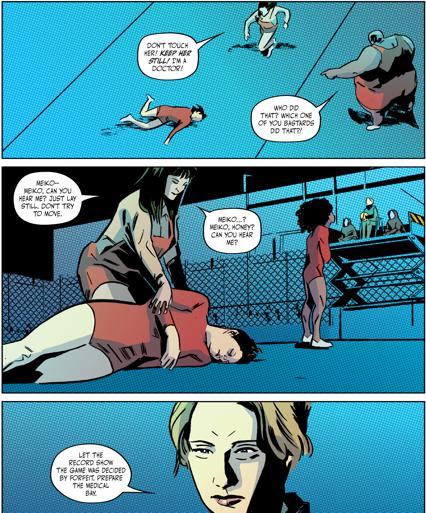 DON'T TOUCH
HER! KEEP HER
STILL! I'M A
DOCTOR!
WHO DID
THAT? WHICH ONE
OF YOU BASTARDS
DID THAT?!
MEIKO--
MEIKO, CAN YOU
HEAR ME? JUST LAY
STILL. DON'T TRY
TO MOVE.
MEIKO...?
MEIKO, HONEY?
CAN YOU HEAR
ME?
LET THE
RECORD SHOW
THE GAME WAS DECIDED
BY FORFEIT. PREPARE
THE MEDICAL
BAY.